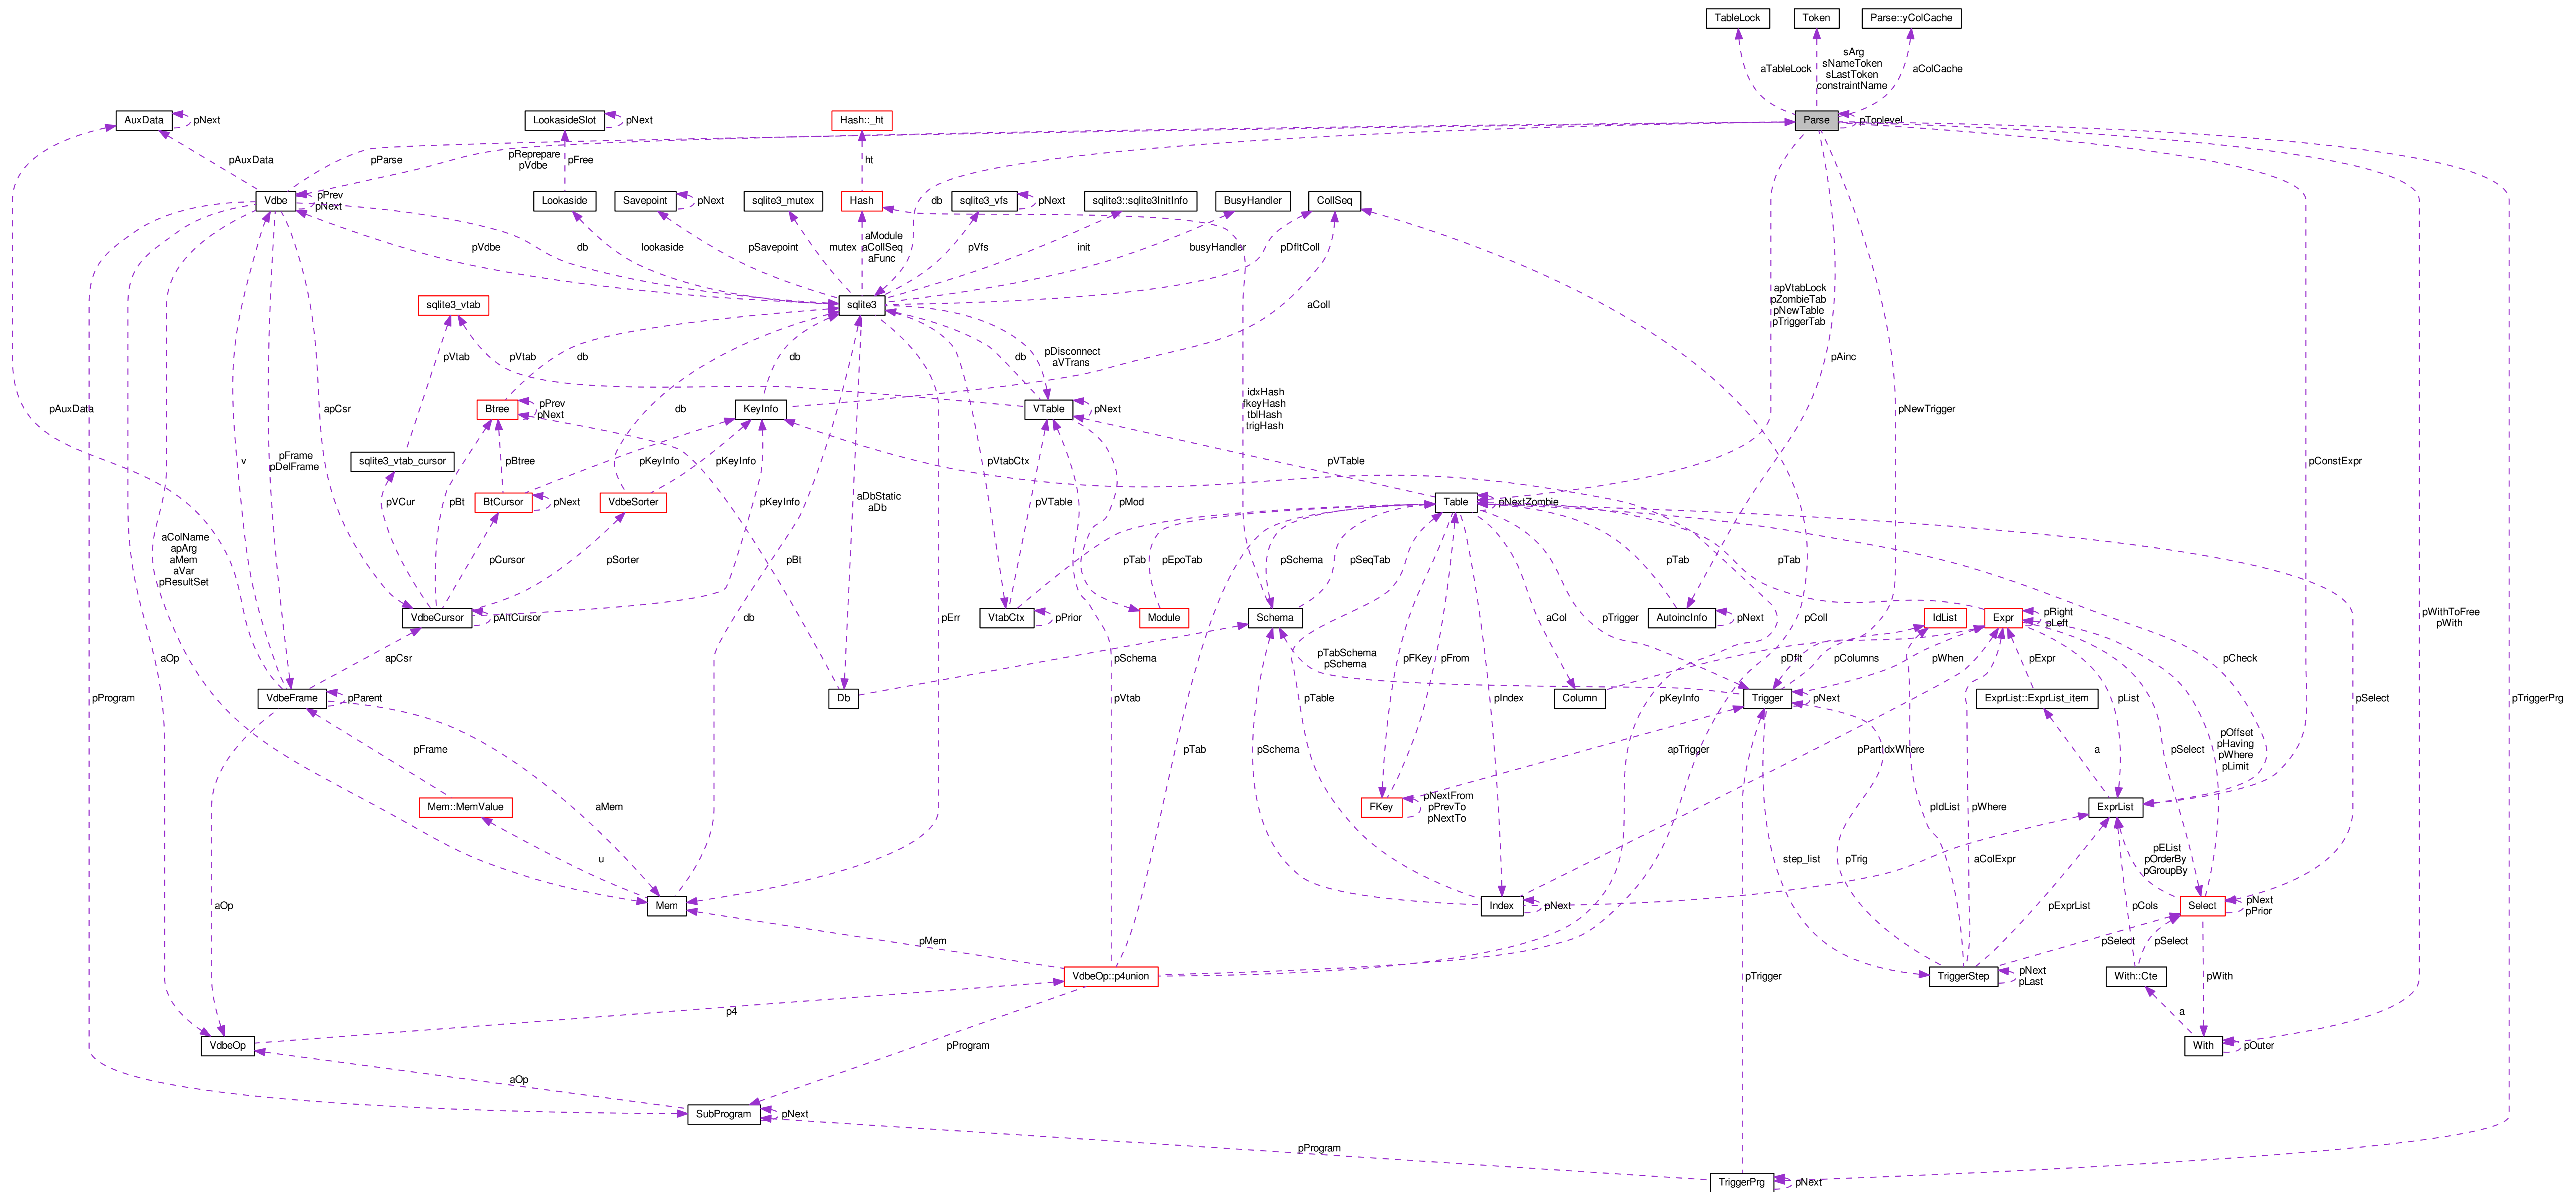 TableLock
Token
Parse::yColCache
aTableLock
sArg
sNameToken
sLastToken
constraintName
aColCache
AuxData
pNext
LookasideSlot
pNext
Hash::_ht
Parse
pToplevel
pAuxData
pParse
pReprepare
pVdbe
pFree
ht
Vdbe
pPrev
pNext
Lookaside
Savepoint
pNext
sqlite3_mutex
Hash
db
sqlite3_vfs
pNext
sqlite3::sqlite3InitInfo
BusyHandler
CollSeq
pVdbe
db
lookaside
pSavepoint
mutex
aModule
aCollSeq
aFunc
pVfs
init
busyHandler
pDfltColl
sqlite3_vtab
sqlite3
aColl
apVtabLock
pZombieTab
pNewTable
pTriggerTab
pVtab
pVtab
db
db
db
pDisconnect
aVTrans
pAinc
pAuxData
apCsr
Btree
pPrev
pNext
db
KeyInfo
VTable
pNext
idxHash
fkeyHash
tblHash
trigHash
pNewTrigger
v
pFrame
pDelFrame
sqlite3_vtab_cursor
pBtree
pKeyInfo
pKeyInfo
pVtabCtx
pVTable
pConstExpr
pVCur
pBt
BtCursor
pNext
VdbeSorter
pKeyInfo
aDbStatic
aDb
pVTable
pMod
Table
pNextZombie
aColName
apArg
aMem
aVar
pResultSet
pCursor
pSorter
pBt
pTab
pEpoTab
pSchema
pSeqTab
pTab
pTab
VdbeCursor
pAltCursor
db
pErr
VtabCtx
pPrior
Module
Schema
aCol
pTrigger
pColl
AutoincInfo
pNext
IdList
Expr
pRight
pLeft
pWithToFree
pWith
aOp
apCsr
pSchema
pTabSchema
pSchema
pFKey
pFrom
pDflt
pColumns
pWhen
pExpr
pCheck
pProgram
VdbeFrame
pParent
Db
pVtab
pTable
pIndex
Column
pKeyInfo
Trigger
pNext
ExprList::ExprList_item
pList
pSelect
pTriggerPrg
pFrame
pTab
pSchema
apTrigger
pPartIdxWhere
a
pSelect
pOffset
pHaving
pWhere
pLimit
Mem::MemValue
aMem
FKey
pNextFrom
pPrevTo
pNextTo
pIdList
pWhere
ExprList
u
step_list
pTrig
aColExpr
pEList
pOrderBy
pGroupBy
aOp
Mem
Index
pNext
pExprList
pCols
Select
pNext
pPrior
pMem
pSelect
pSelect
VdbeOp::p4union
pTrigger
TriggerStep
pNext
pLast
With::Cte
pWith
p4
a
VdbeOp
pProgram
With
pOuter
aOp
SubProgram
pNext
pProgram
TriggerPrg
pNext